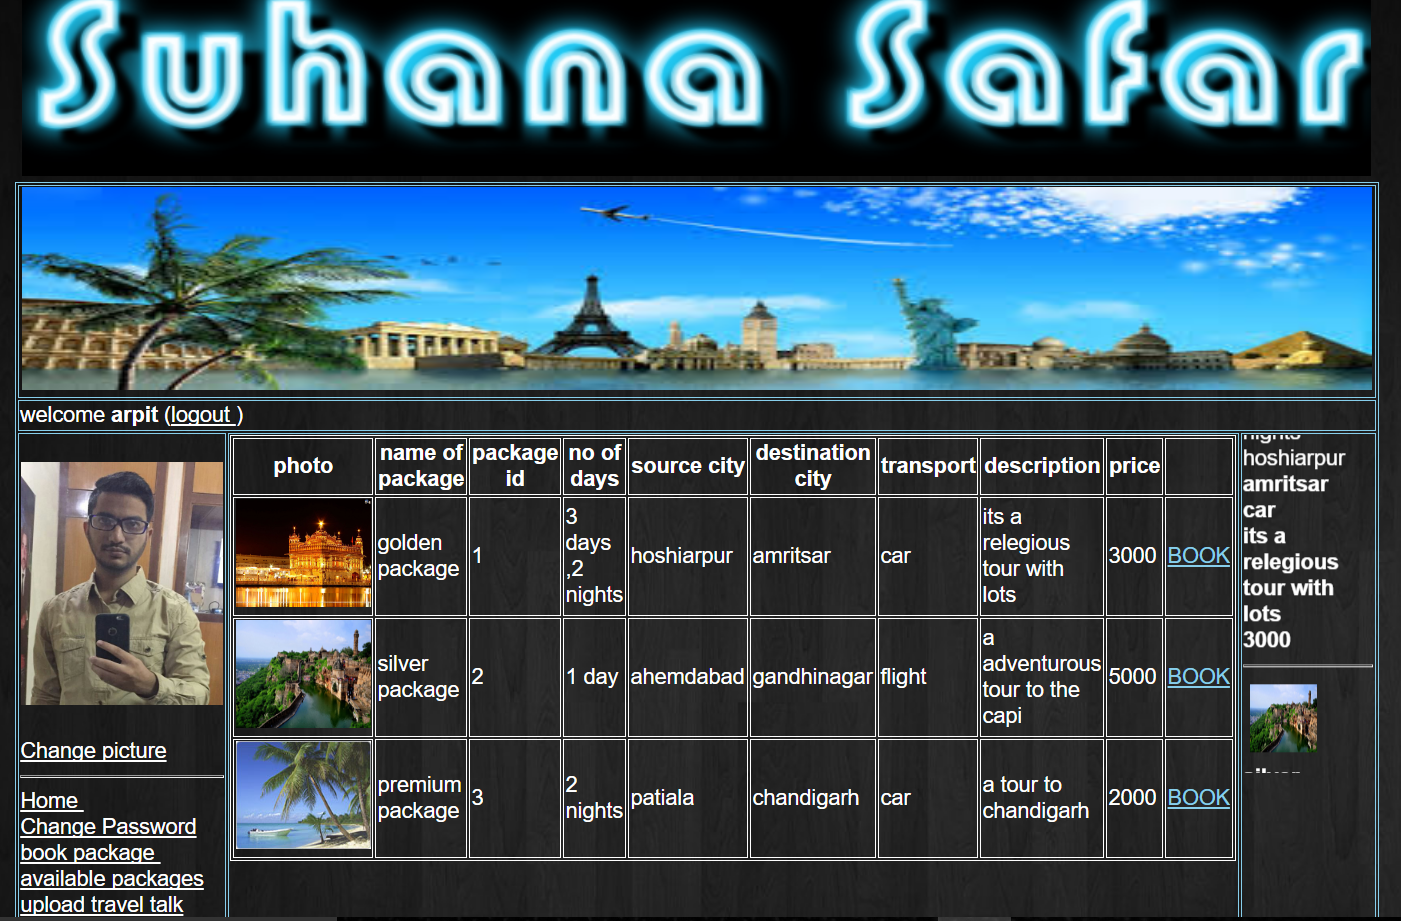 Suhana Safar
welcome arpit (logout )
Change picture
Home
Change Password
book package
available packages
upload travel talk
photo
name of
package
package
id
no of
days
source city
destination
city
transport
description
price
golden
package
1
3
days
,2
nights
hoshiarpur
amritsar
car
its a
relegious
tour with
lots
3000
BOOK
silver
package
2
1 day
ahemdabad
gandhinagar
flight
a
adventurous
tour to the
capi
5000
BOOK
premium
package
3
2
nights
patiala
chandigarh
car
a tour to
chandigarh
2000
BOOK
nights
hoshiarpur
amritsar
car
its a
relegious
tour with
lots
3000